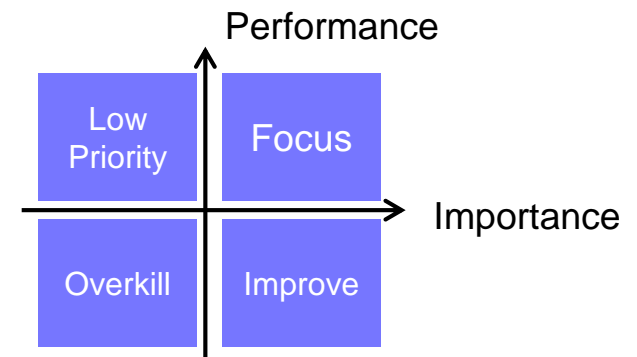 Performance
Low
Priority
Focus
Importance
Overkill
Improve